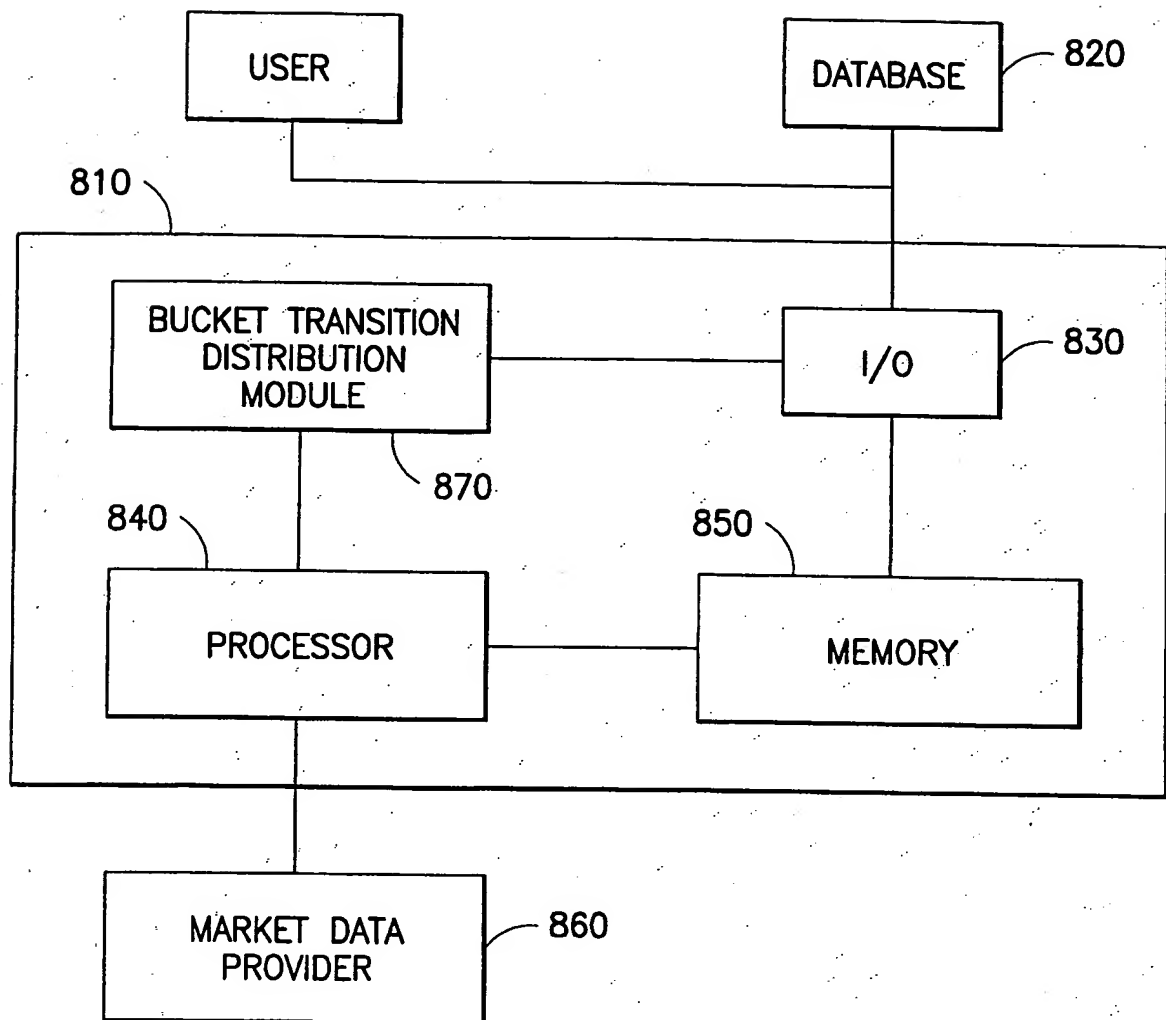 USER
DATABASE
820
810
BUCKET TRANSITION
DISTRIBUTION
MODULE
I/O
830
870
840
850
PROCESSOR
MEMORY
MARKET DATA
PROVIDER
860